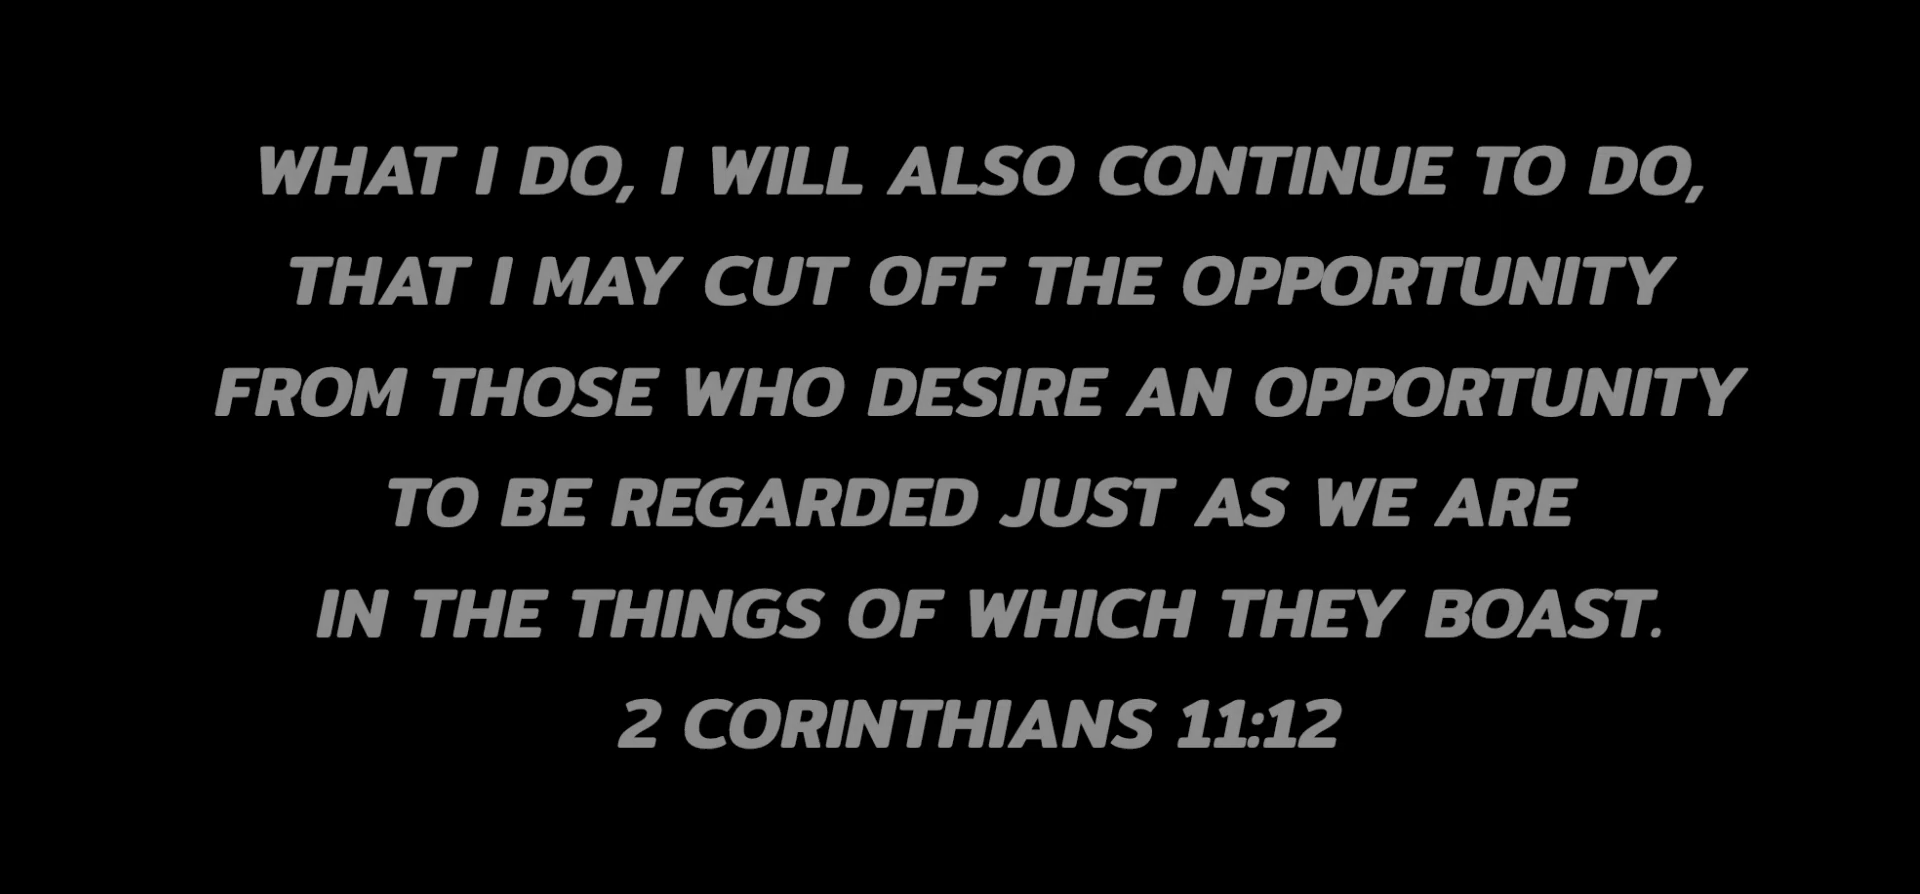 WHAT I DO, I WILL ALSO CONTINUE TO DO,
THAT I MAY CUT OFF THE OPPORTUNITY
FROM THOSE WHO DESIRE AN OPPORTUNITY
TO BE REGARDED JUST AS WE ARE
IN THE THINGS OF WHICH THEY BOAST.
2 CORINTHIANS 11:12